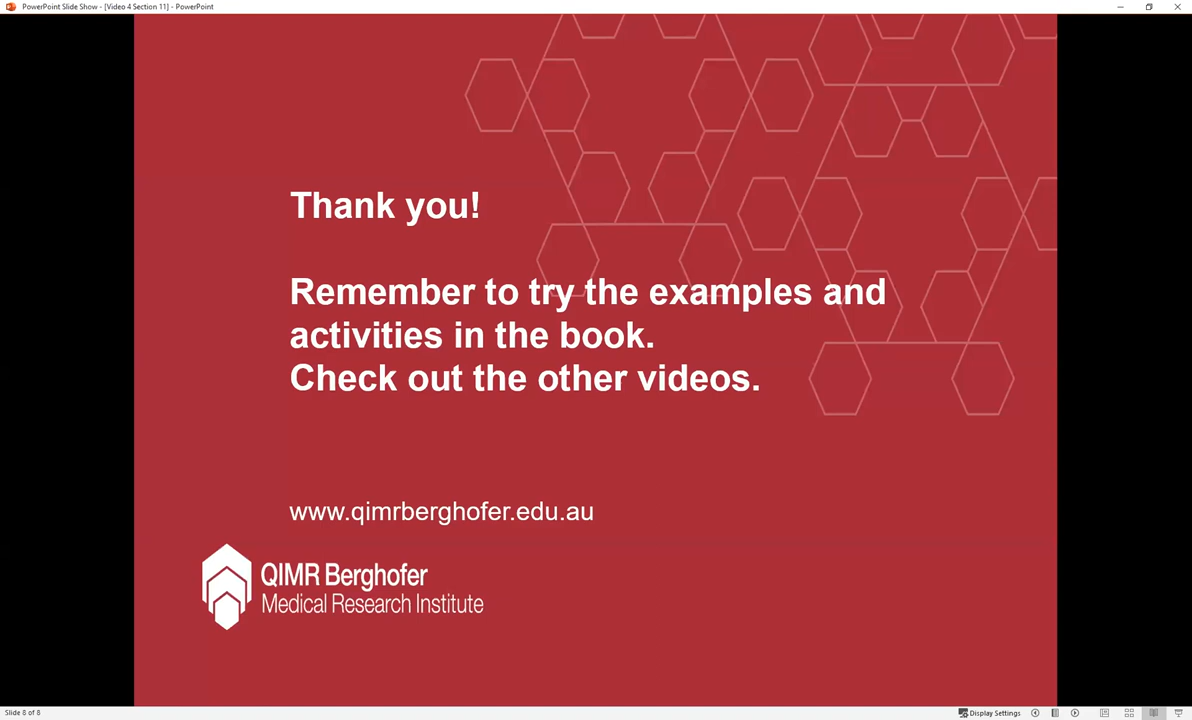 PowerPoint Slide Show - [Video 4 Section 11] - PowerPoint
Thank you!
Remember to try the examples and
activities in the book.
Check out the other videos.
www.qimrberghofer.edu.au
QIMR Berghofer
Medical Research Institute
Slide 8 of 8
Display Settings